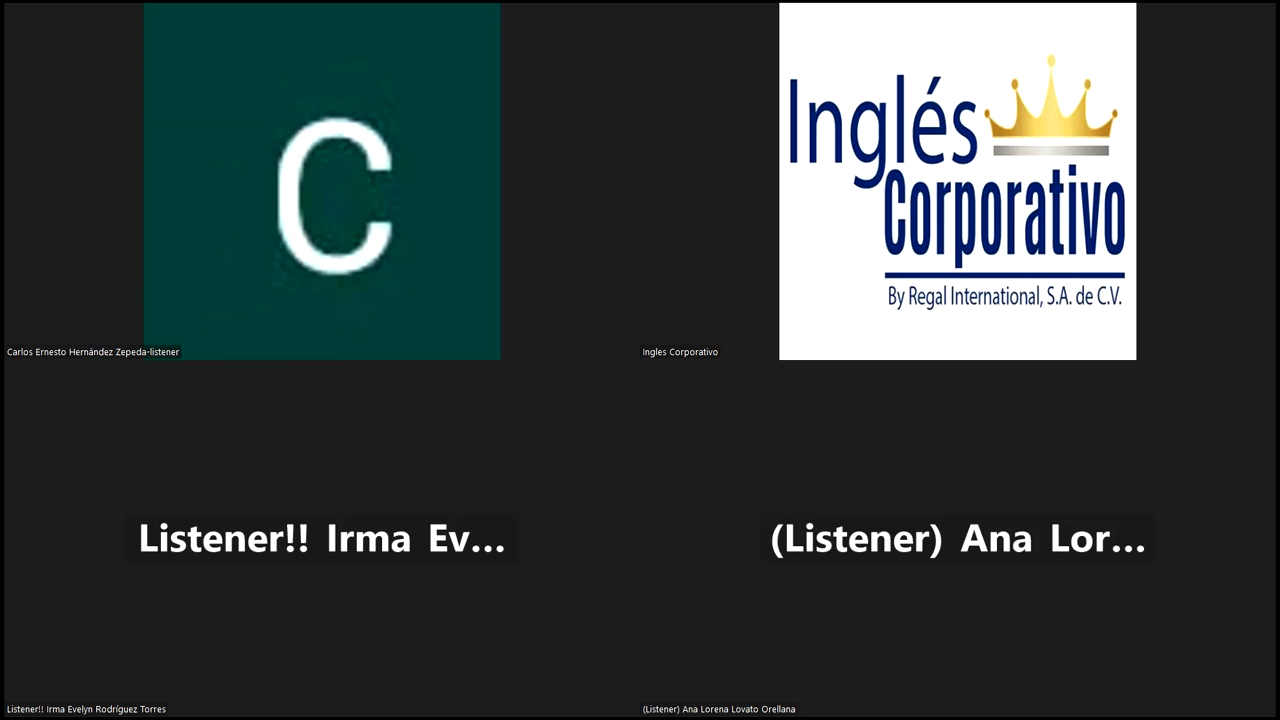 C
Inglés
Corporativo
By Regal International, S.A. de C.V.
Carlos Ernesto Hernández Zepeda-listener
Ingles Corporativo
Listener!! Irma Ev...
(Listener) Ana Lor...
Listener!! Irma Evelyn Rodríguez Torres
(Listener) Ana Lorena Lovato Orellana